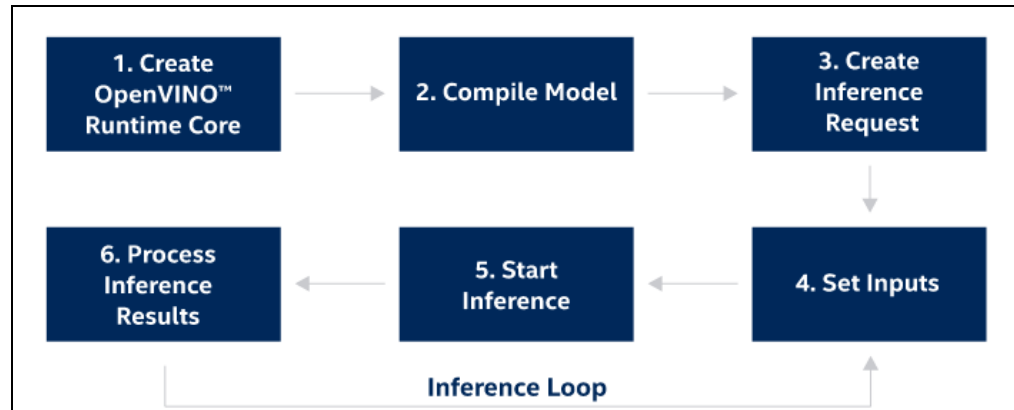 1. Create
OpenVINO™
Runtime Core
2. Compile Model
3. Create
Inference
Request
4. Set Inputs
5. Start
Inference
6. Process
Inference
Results
Inference Loop